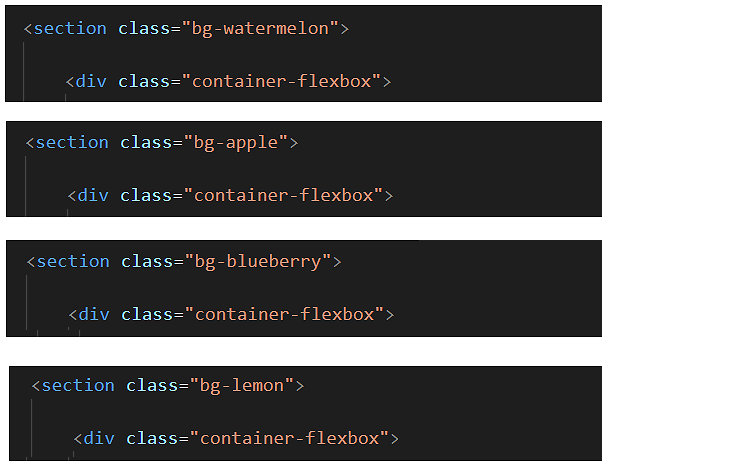 <section class="bg-watermelon">
<div class="container-flexbox">
<section class="bg-apple">
<div class="container-flexbox">
<section class="bg-blueberry">
<div class="container-flexbox">
<section class="bg-lemon">
<div class="container-flexbox">